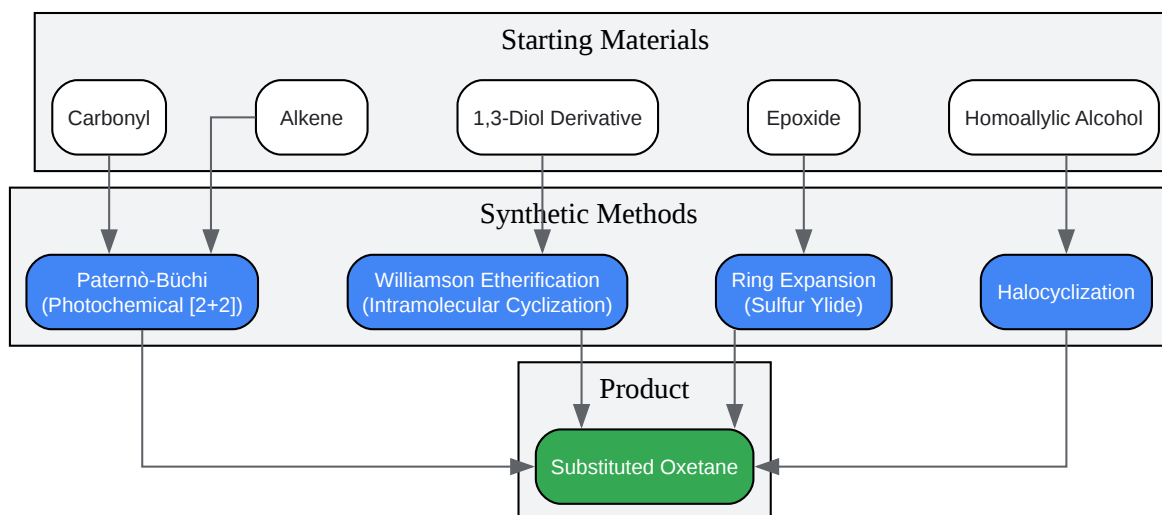 Starting Materials
Carbonyl
Alkene
1,3-Diol Derivative
Epoxide
Homoallylic Alcohol
Synthetic Methods
Paternò-Büchi
(Photochemical [2+2])
Williamson Etherification
(Intramolecular Cyclization)
Ring Expansion
(Sulfur Ylide)
Halocyclization
Product
Substituted Oxetane